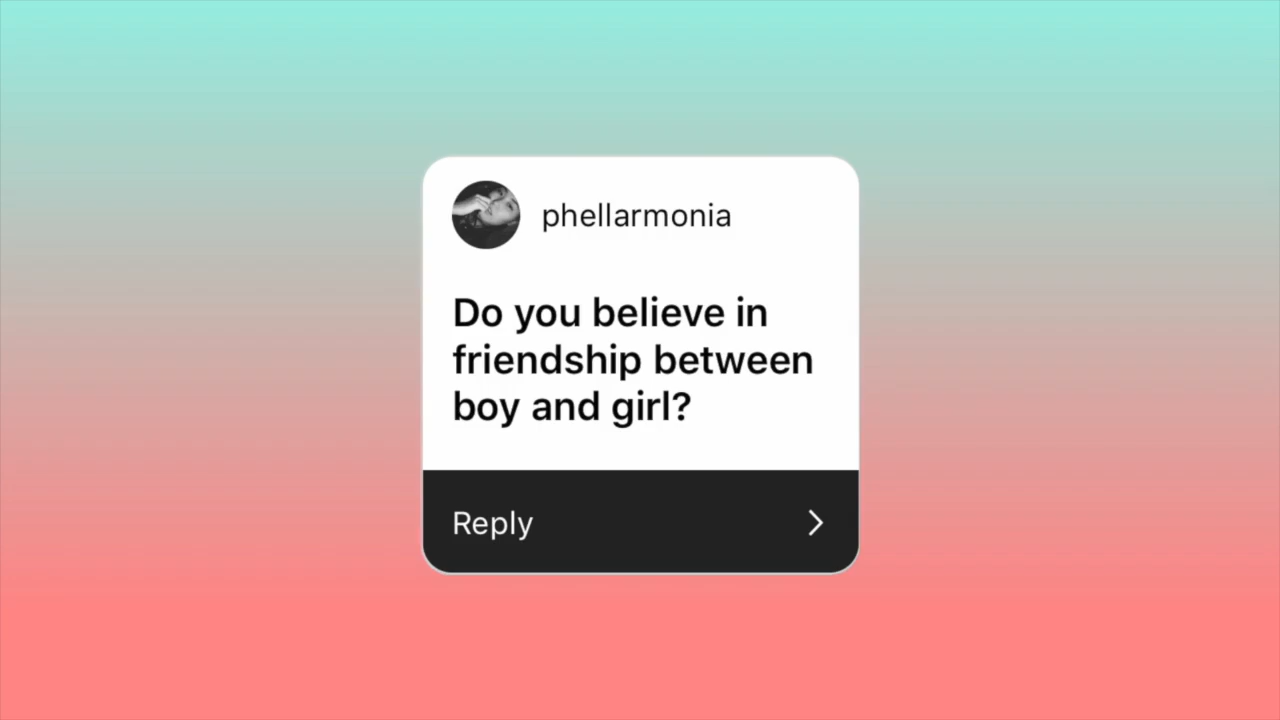 phellarmonia
Do you believe in
friendship between
boy and girl?
Reply